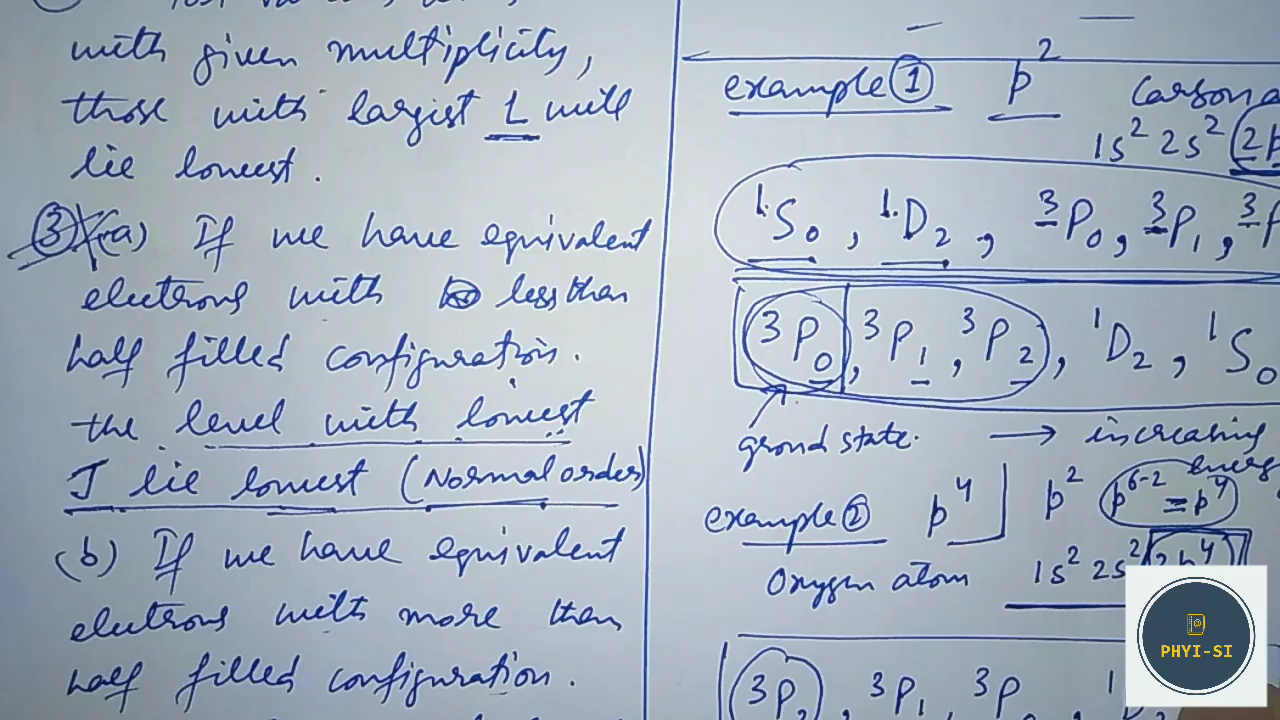 with given multiplicity,
those with largest L will
lie lowest.
③ (a) If we have equivalent
electrons with less than
half filled configuration.
the level with lowest
J lie lowest (Normal order)
(b) If we have equivalent
electrons with more then
half filled configuration.
example ① p²
1s² 2s² 2p
¹S₀, ¹D₂, ³P₀, ³P₁, ³P
³P₀, ³P₁, ³P₂, ¹D₂, ¹S₀
ground state. → increasing
energ
example ② p⁴ p² p⁶⁻² = p⁴
Oxygen atom 1s² 2s² 2p⁴
³P₂, ³P₁, ³P₀ ¹D₂
PHYI-SI